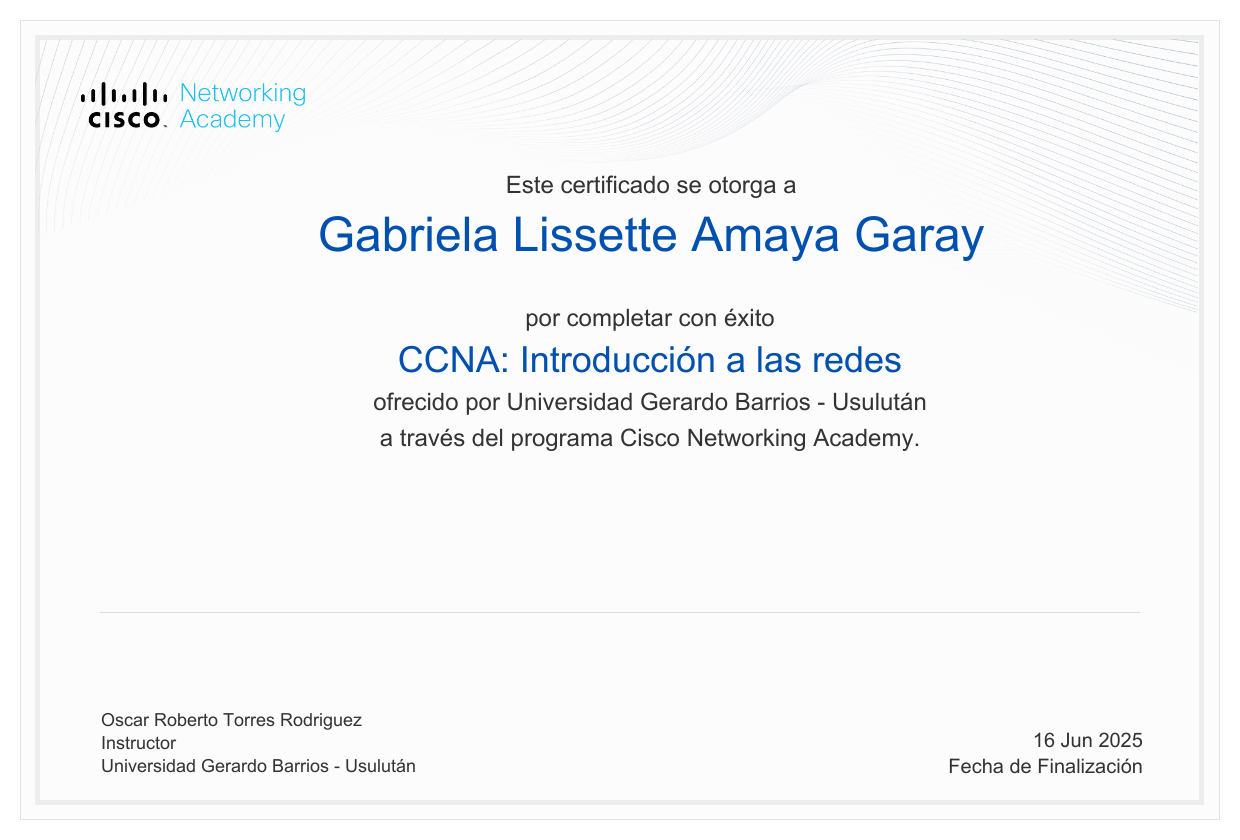 CISCO
Networking
Academy
Este certificado se otorga a
Gabriela Lissette Amaya Garay
por completar con éxito
CCNA: Introducción a las redes
ofrecido por Universidad Gerardo Barrios - Usulután
a través del programa Cisco Networking Academy.
Oscar Roberto Torres Rodriguez
Instructor
Universidad Gerardo Barrios - Usulután
16 Jun 2025
Fecha de Finalización